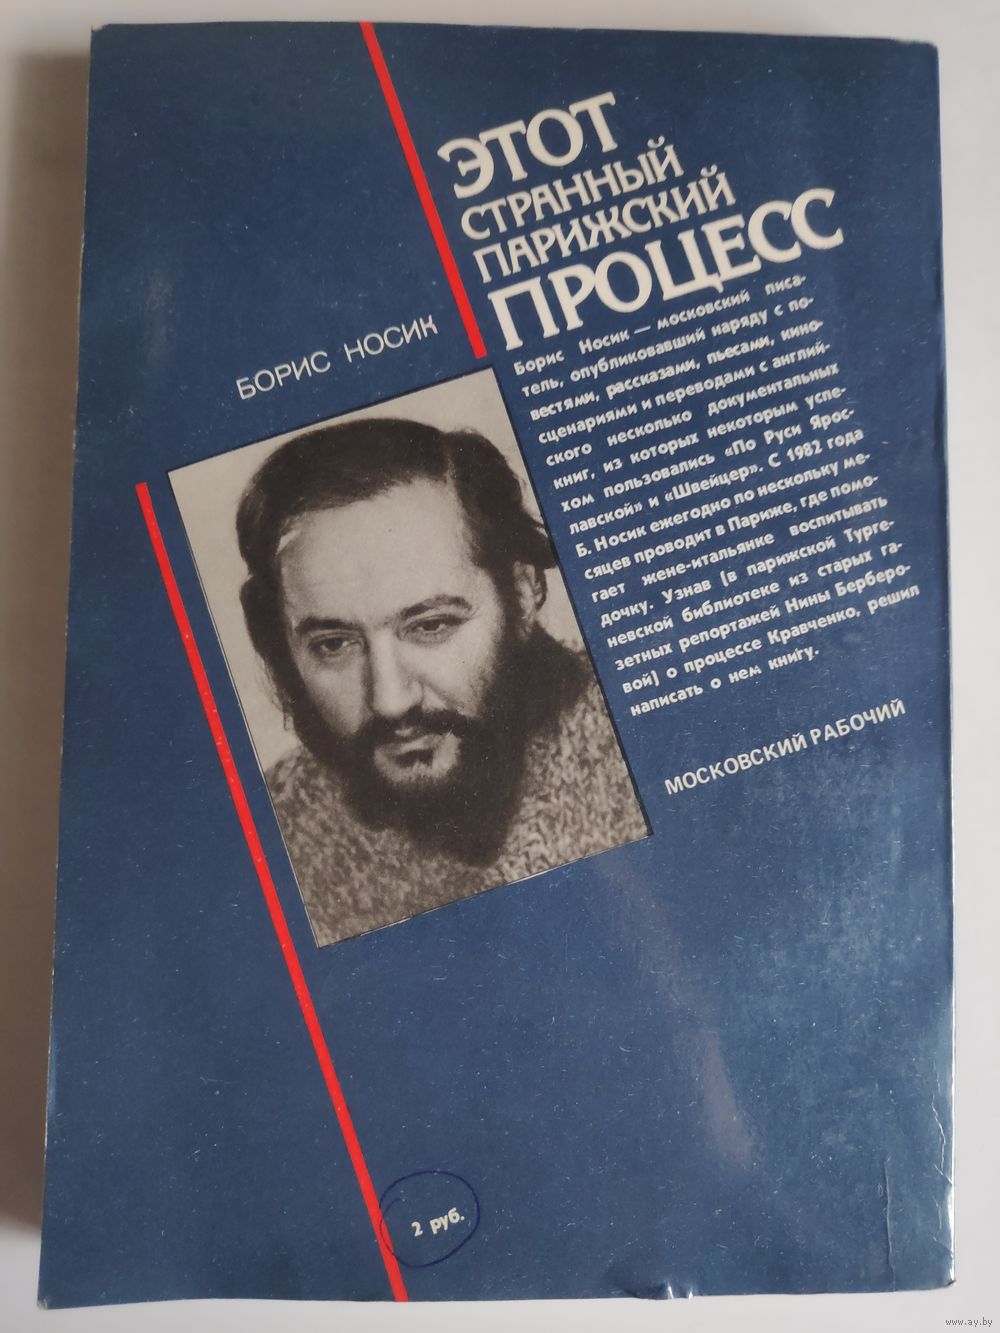 ЭТОТ
СТРАННЫЙ
ПАРИЖСКИЙ
ПРОЦЕСС
БОРИС НОСИК
Борис Носик — московский писа-
тель, опубликовавший наряду с по-
вестями, рассказами, пьесами, кино-
сценариями и переводами с англий-
ского несколько документальных
книг, из которых некоторым успе-
хом пользовались «По Руси Ярос-
лавской» и «Швейцер». С 1982 года
Б. Носик ежегодно по нескольку ме-
сяцев проводит в Париже, где помо-
гает жене-итальянке воспитывать
дочку. Узнав (в парижской Турге-
невской библиотеке из старых га-
зетных репортажей Нины Берберо-
вой) о процессе Кравченко, решил
написать о нем книгу.
МОСКОВСКИЙ РАБОЧИЙ
2 руб.
www.ay.by